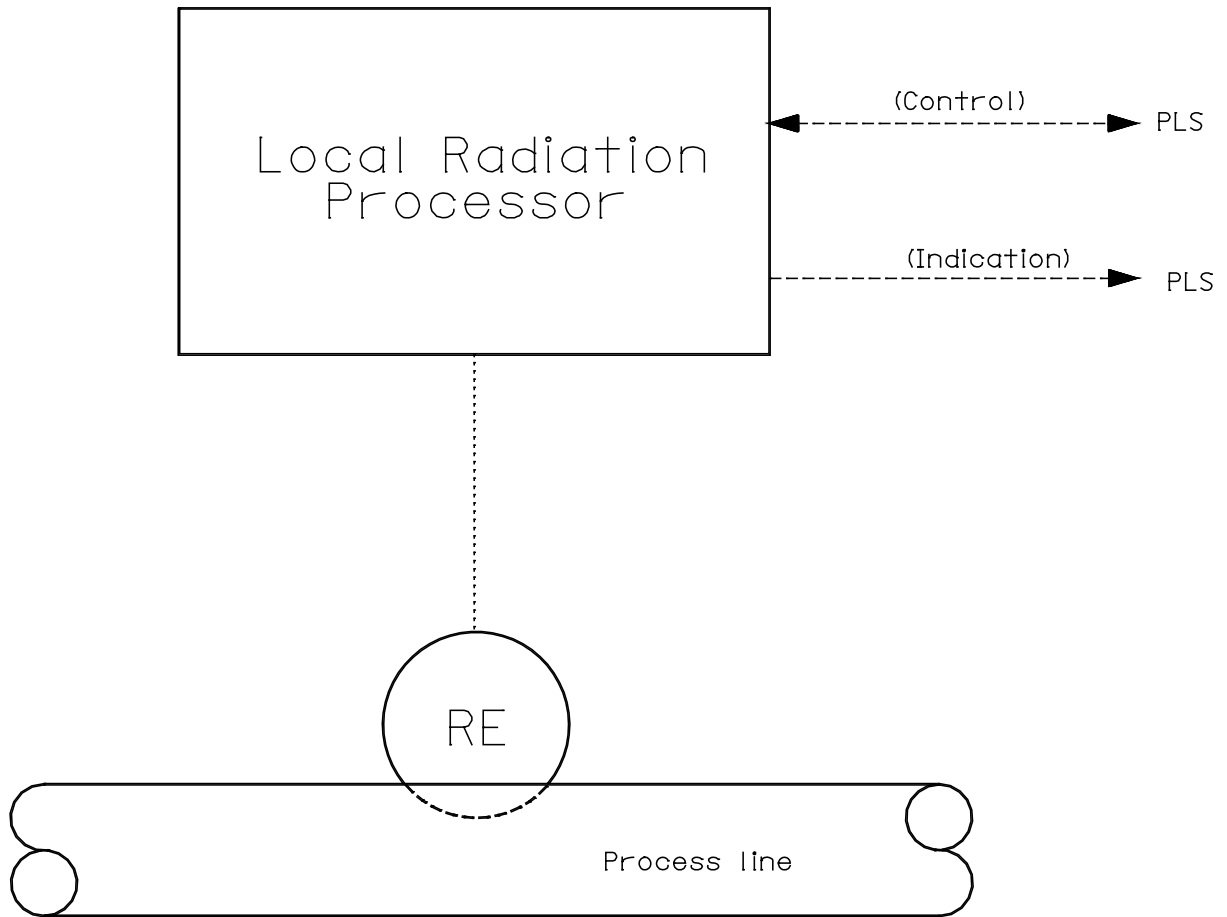 Local Radiation
Processor
(Control)
PLS
(Indication)
PLS
RE
Process line